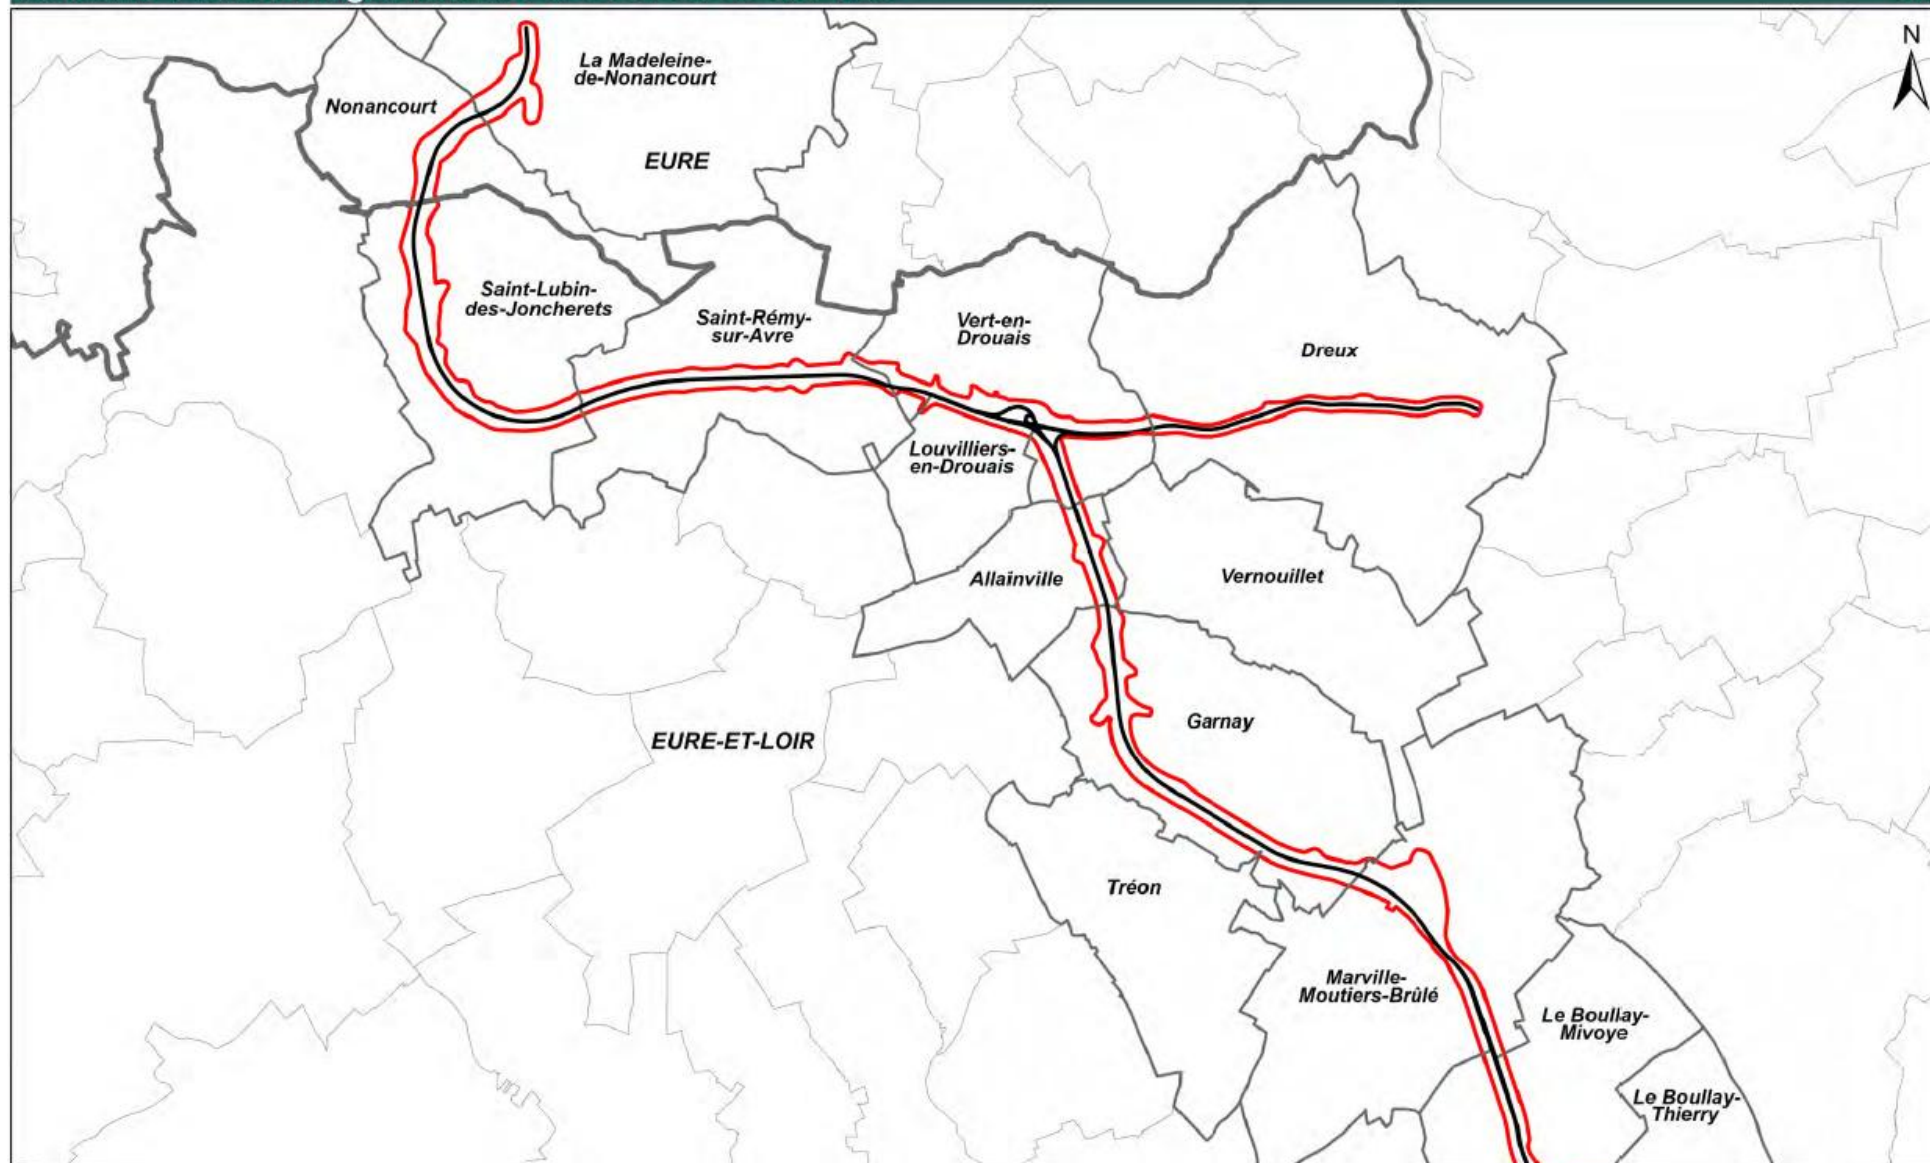 N
La Madeleine-
de-Nonancourt
Nonancourt
EURE
Saint-Lubin-
des-Joncherets
Saint-Rémy-
sur-Avre
Vert-en-
Drouais
Dreux
Louvilliers-
en-Drouais
Allainville
Vernouillet
Garnay
EURE-ET-LOIR
Tréon
Marville-
Moutiers-Brûlé
Le Boullay-
Mivoye
Le Boullay-
Thierry